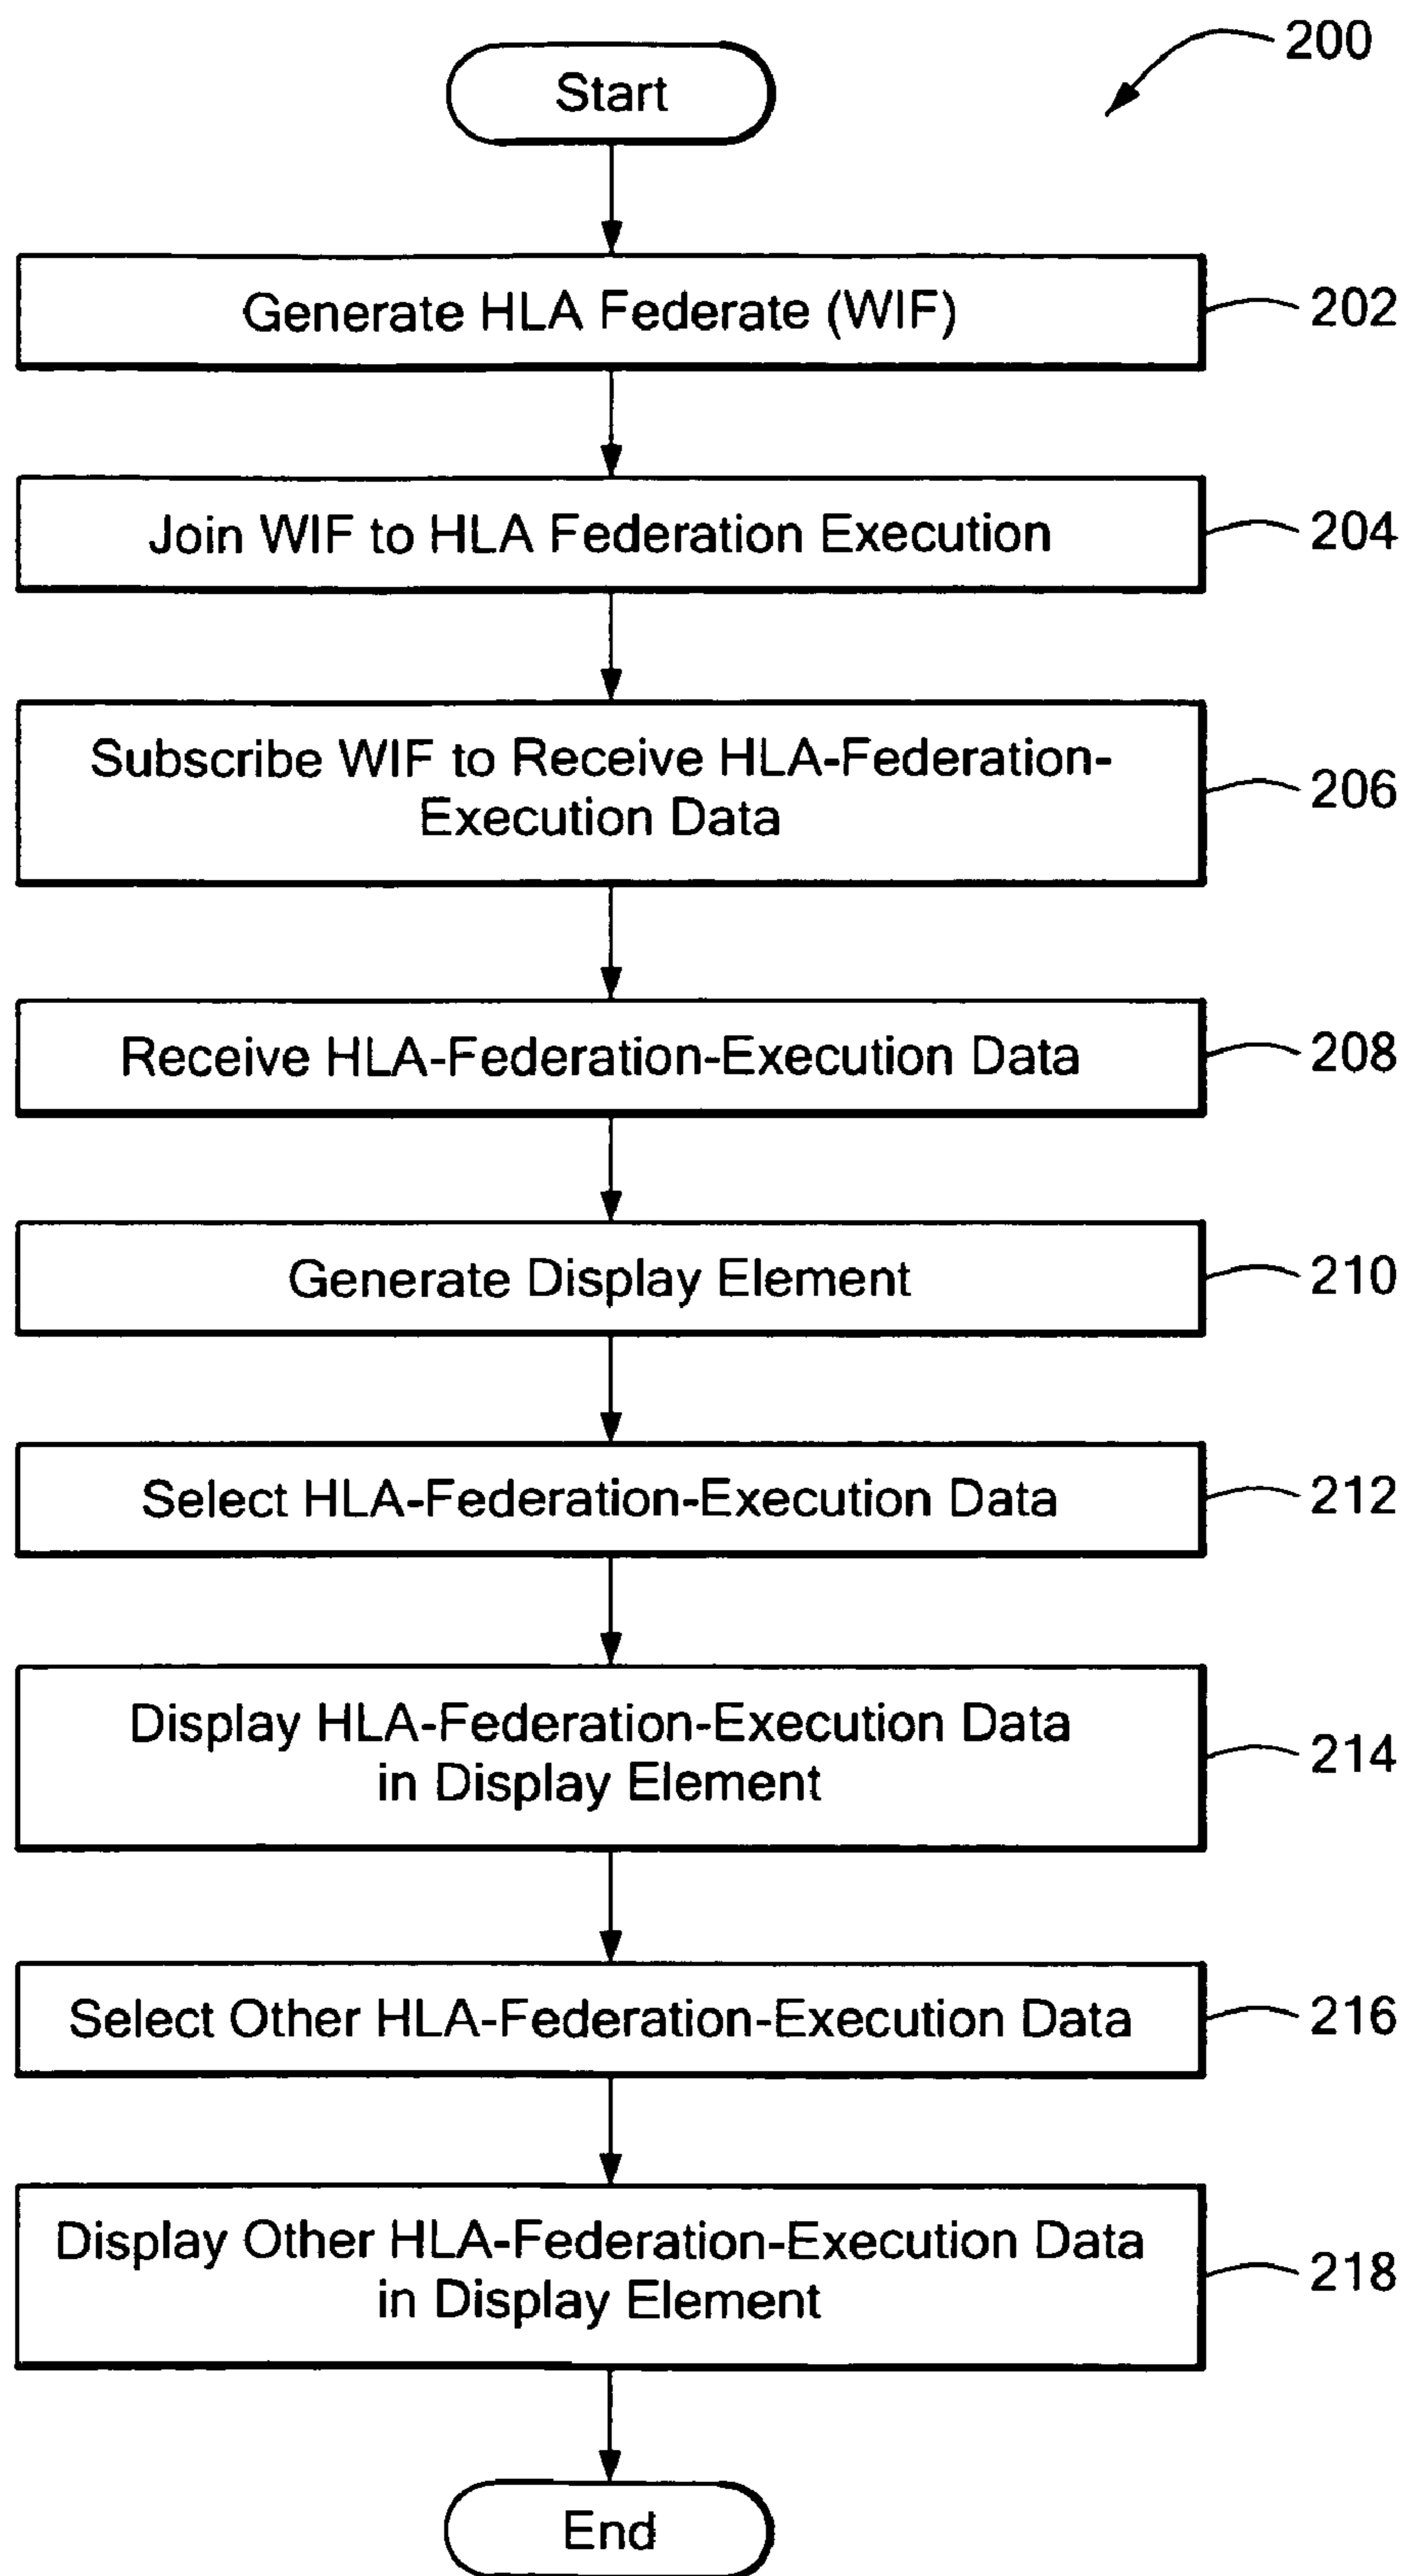 200
Start
Generate HLA Federate (WIF)
202
Join WIF to HLA Federation Execution
204
Subscribe WIF to Receive HLA-Federation-
Execution Data
206
Receive HLA-Federation-Execution Data
208
Generate Display Element
210
Select HLA-Federation-Execution Data
212
Display HLA-Federation-Execution Data
in Display Element
214
Select Other HLA-Federation-Execution Data
216
Display Other HLA-Federation-Execution Data
in Display Element
218
End